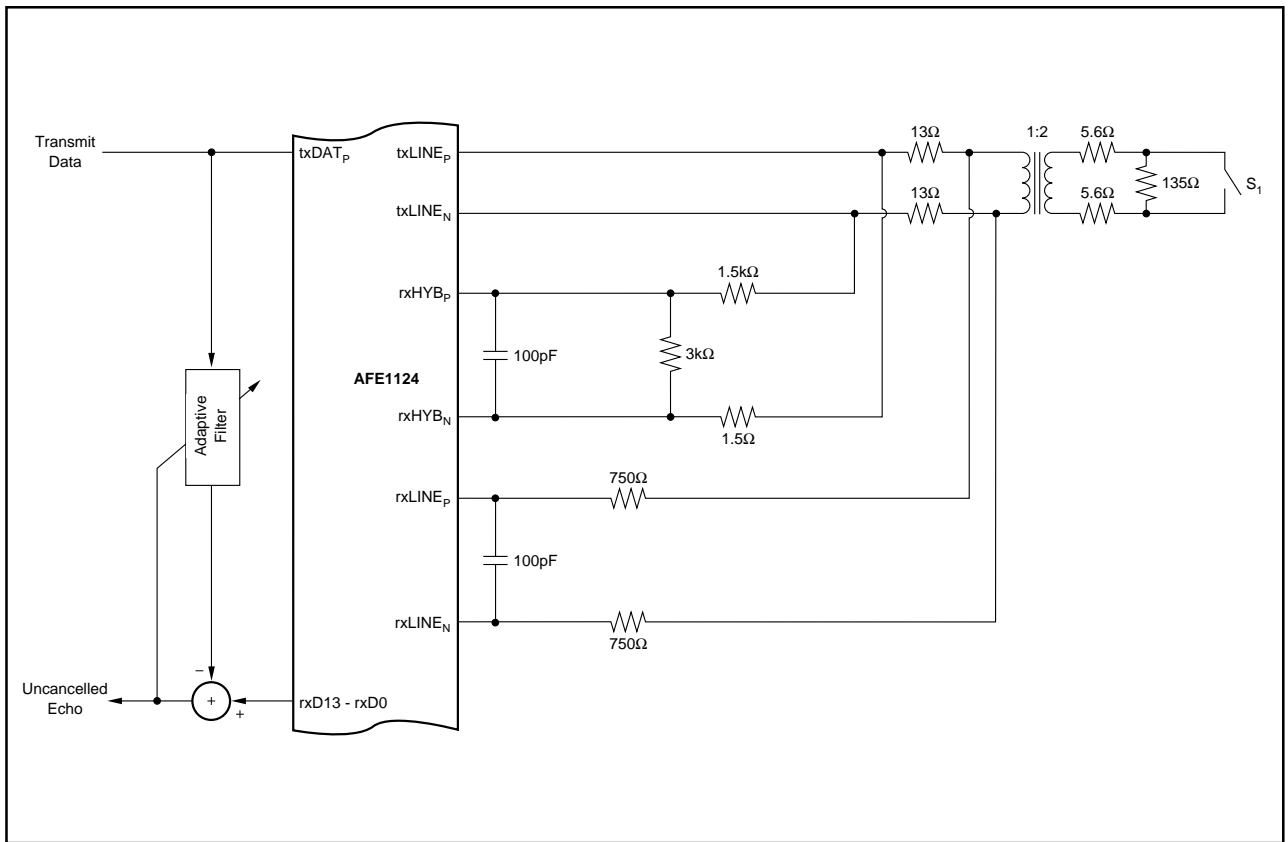 Transmit
Data
txDATP
txLINEP
13Ω
1:2
5.6Ω
135Ω
S1
txLINEN
13Ω
5.6Ω
rxHYBP
1.5kΩ
100pF
3kΩ
AFE1124
Adaptive
Filter
rxHYBN
1.5Ω
rxLINEP
750Ω
100pF
rxLINEN
750Ω
Uncancelled
Echo
–
+
+
rxD13 - rxD0